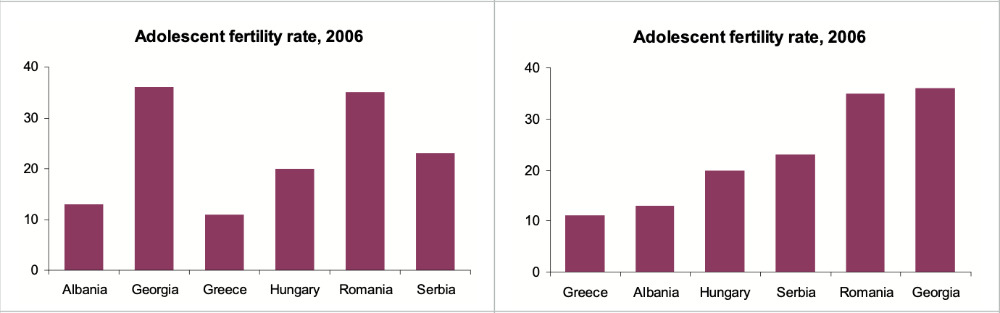 Adolescent fertility rate, 2006
40
30
20
10
0
Albania Georgia Greece Hungary Romania Serbia
Adolescent fertility rate, 2006
40
30
20
10
0
Greece Albania Hungary Serbia Romania Georgia